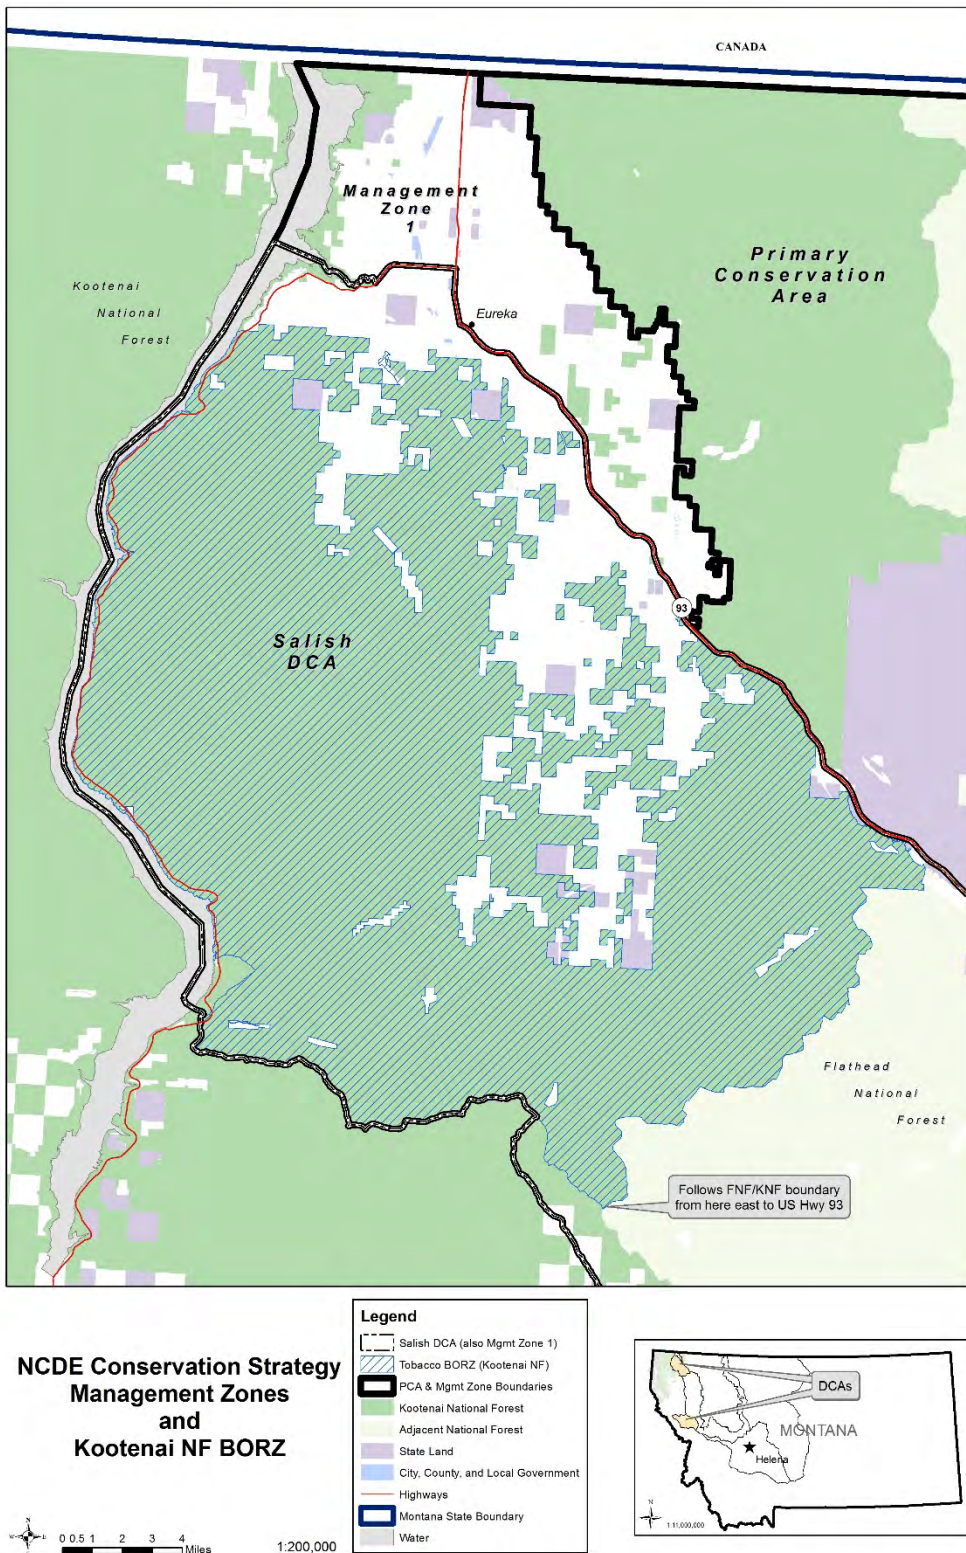 CANADA
Management
Zone
1
Primary
Conservation
Area
Kootenai
National
Forest
Eureka
93
Salish
DCA
Flathead
National
Forest
Follows FNF/KNF boundary
from here east to US Hwy 93
NCDE Conservation Strategy
Management Zones
and
Kootenai NF BORZ
N
W E
0 0.5 1 2 3 4
Miles
1:200,000
Legend
Salish DCA (also Mgmt Zone 1)
Tobacco BORZ (Kootenai NF)
PCA & Mgmt Zone Boundaries
Kootenai National Forest
Adjacent National Forest
State Land
City, County, and Local Government
Highways
Montana State Boundary
Water
DCAs
MONTANA
Helena
N
1:11,000,000